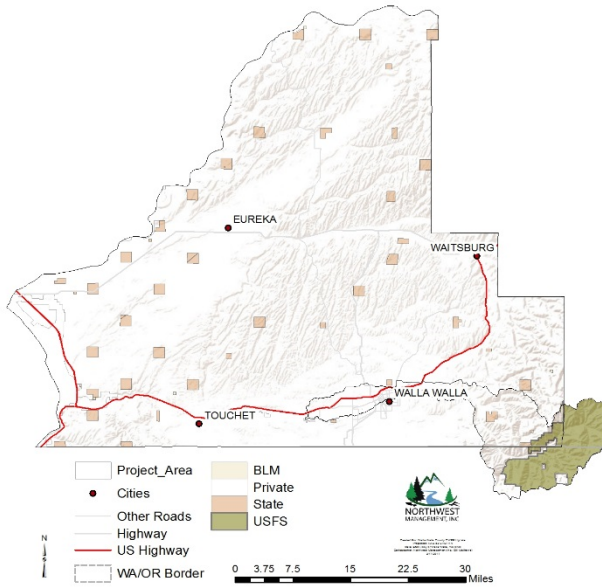 EUREKA
WAITSBURG
WALLA WALLA
TOUCHET
Project_Area
Cities
Other Roads
Highway
US Highway
WA/OR Border
BLM
Private
State
USFS
NORTHWEST
MANAGEMENT, INC
N
0 3.75 7.5 15 22.5 30
Miles